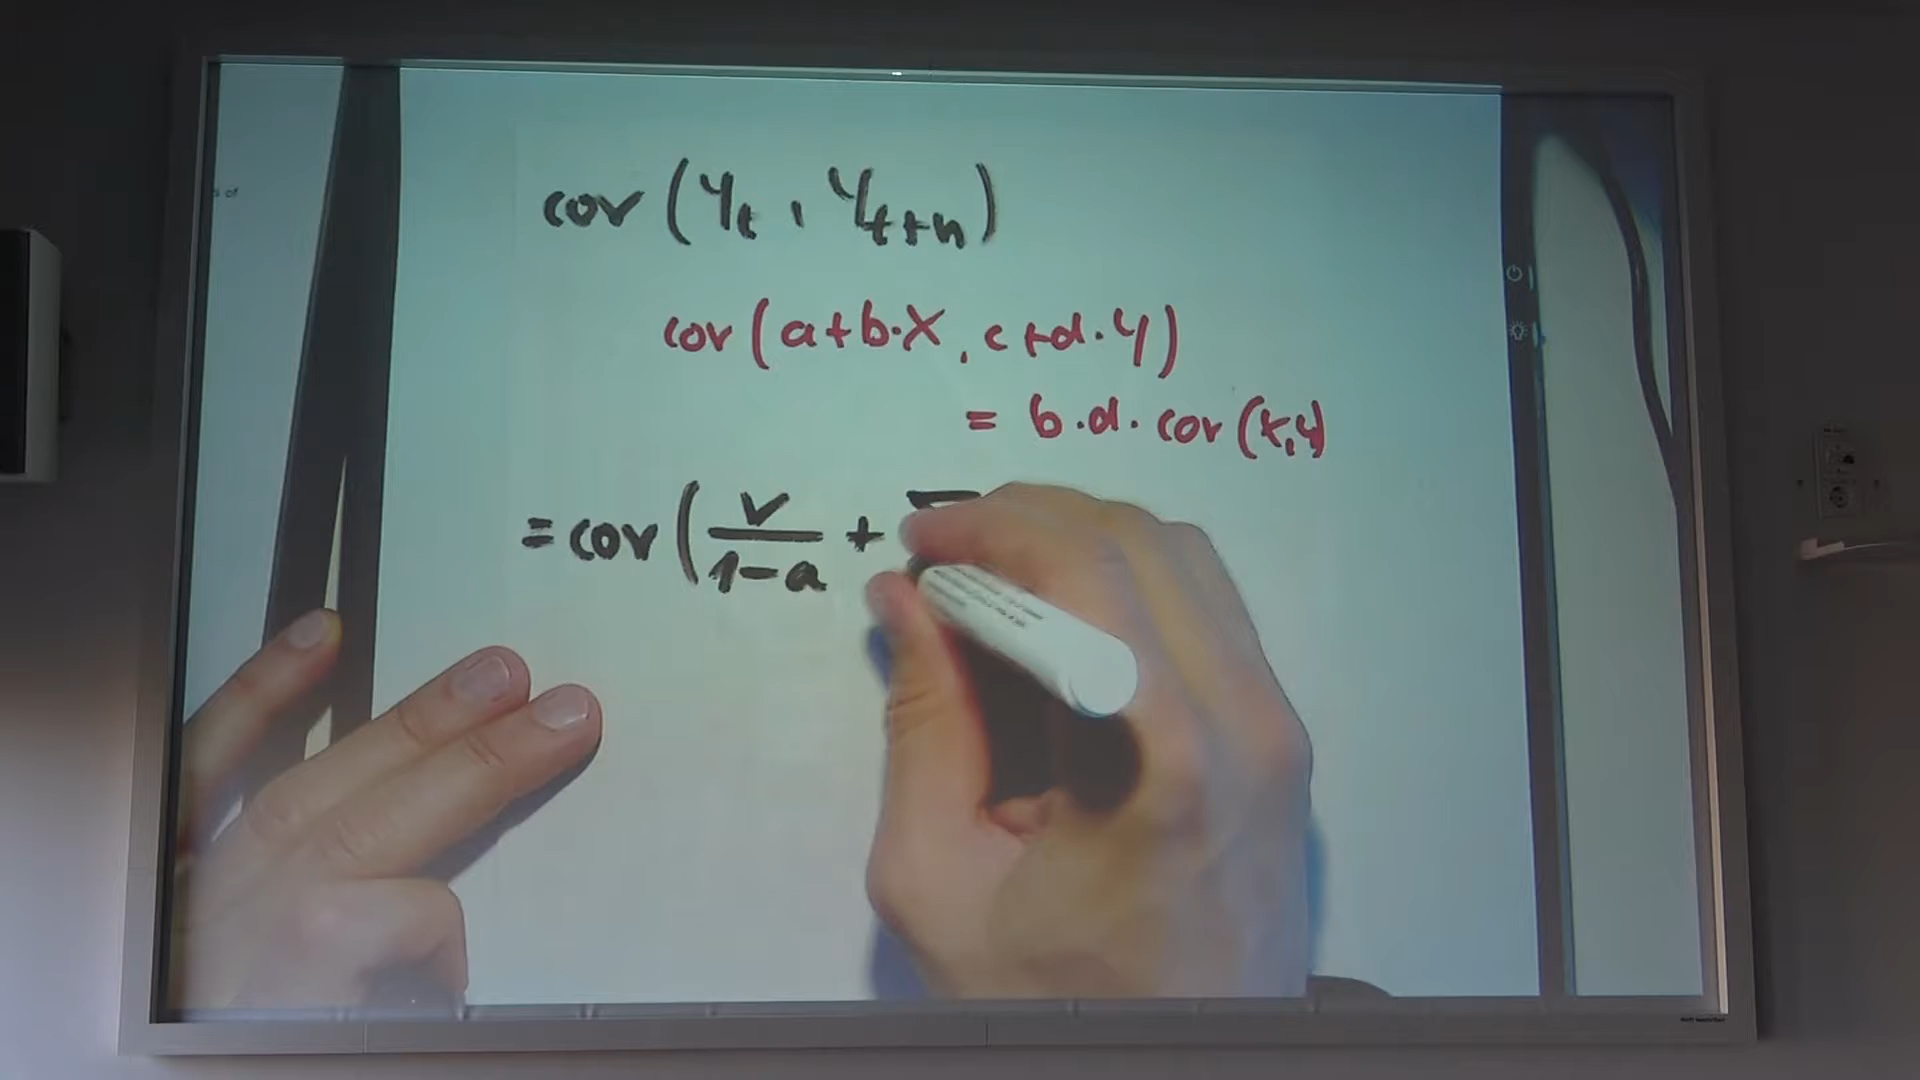 cov (Yt, Yt+h)
cov (a+b·X, c+d·Y)
= b·d·cov (X,Y)
= cov ( v/1-a + Σ